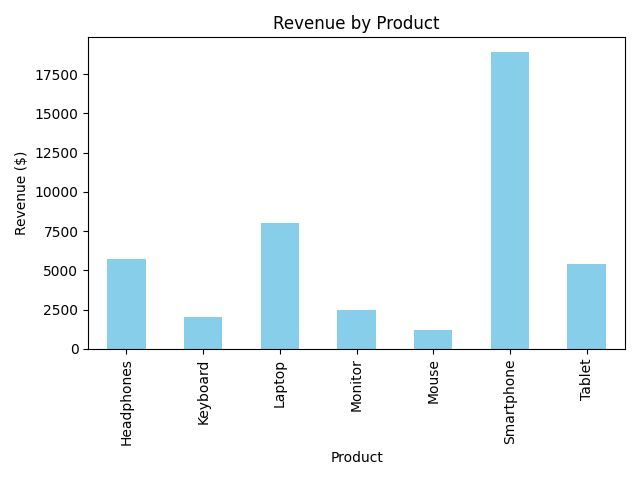 Revenue by Product
Revenue ($)
17500
15000
12500
10000
7500
5000
2500
0
Headphones
Keyboard
Laptop
Monitor
Mouse
Smartphone
Tablet
Product